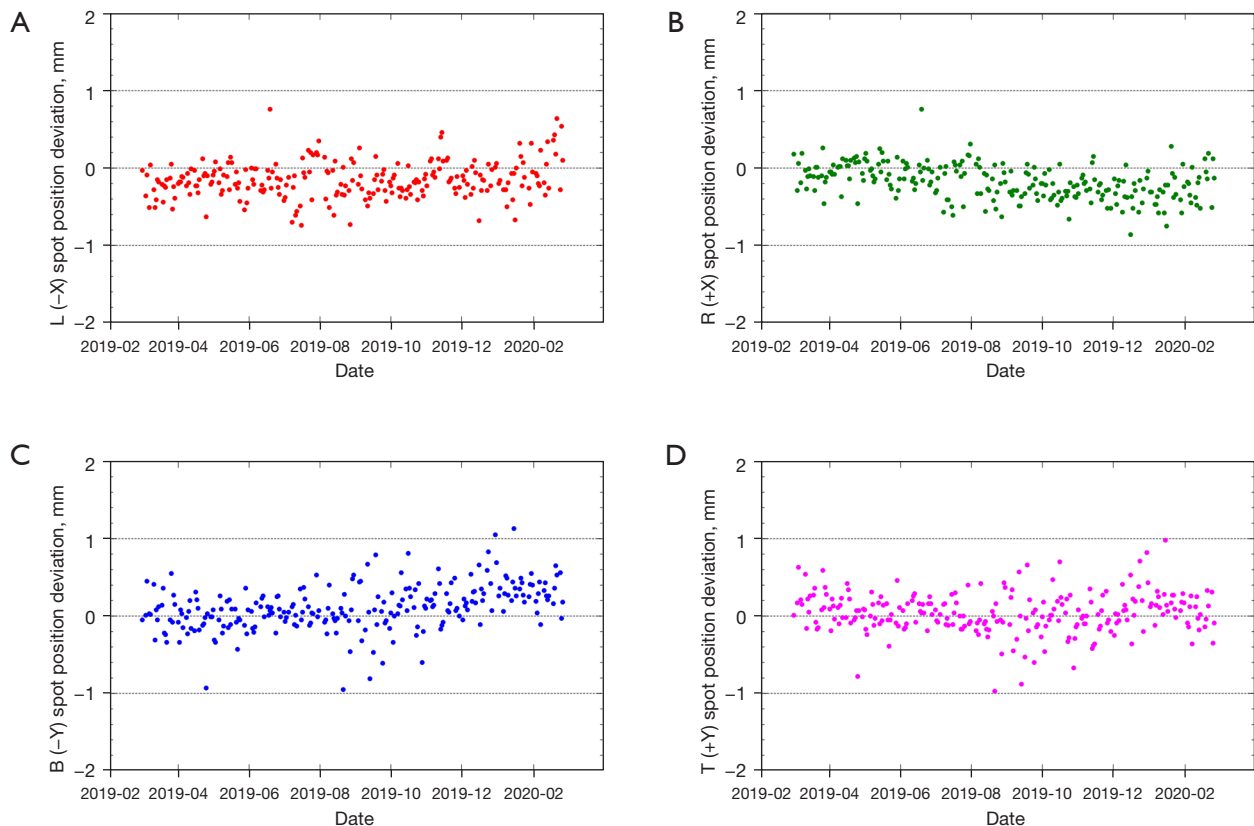 A
L (−X) spot position deviation, mm
2
1
0
−1
−2
2019-02 2019-04 2019-06 2019-08 2019-10 2019-12 2020-02
Date
B
R (+X) spot position deviation, mm
2
1
0
−1
−2
2019-02 2019-04 2019-06 2019-08 2019-10 2019-12 2020-02
Date
C
B (−Y) spot position deviation, mm
2
1
0
−1
−2
2019-02 2019-04 2019-06 2019-08 2019-10 2019-12 2020-02
Date
D
T (+Y) spot position deviation, mm
2
1
0
−1
−2
2019-02 2019-04 2019-06 2019-08 2019-10 2019-12 2020-02
Date